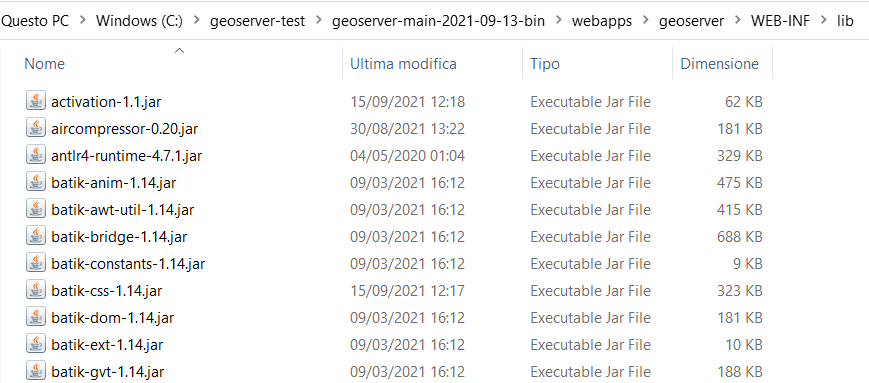 Questo PC > Windows (C:) > geoserver-test > geoserver-main-2021-09-13-bin > webapps > geoserver > WEB-INF > lib
Nome Ultima modifica Tipo Dimensione
activation-1.1.jar 15/09/2021 12:18 Executable Jar File 62 KB
aircompressor-0.20.jar 30/08/2021 13:22 Executable Jar File 181 KB
antlr4-runtime-4.7.1.jar 04/05/2020 01:04 Executable Jar File 329 KB
batik-anim-1.14.jar 09/03/2021 16:12 Executable Jar File 475 KB
batik-awt-util-1.14.jar 09/03/2021 16:12 Executable Jar File 415 KB
batik-bridge-1.14.jar 09/03/2021 16:12 Executable Jar File 688 KB
batik-constants-1.14.jar 09/03/2021 16:12 Executable Jar File 9 KB
batik-css-1.14.jar 15/09/2021 12:17 Executable Jar File 323 KB
batik-dom-1.14.jar 09/03/2021 16:12 Executable Jar File 181 KB
batik-ext-1.14.jar 09/03/2021 16:12 Executable Jar File 10 KB
batik-gvt-1.14.jar 09/03/2021 16:12 Executable Jar File 188 KB